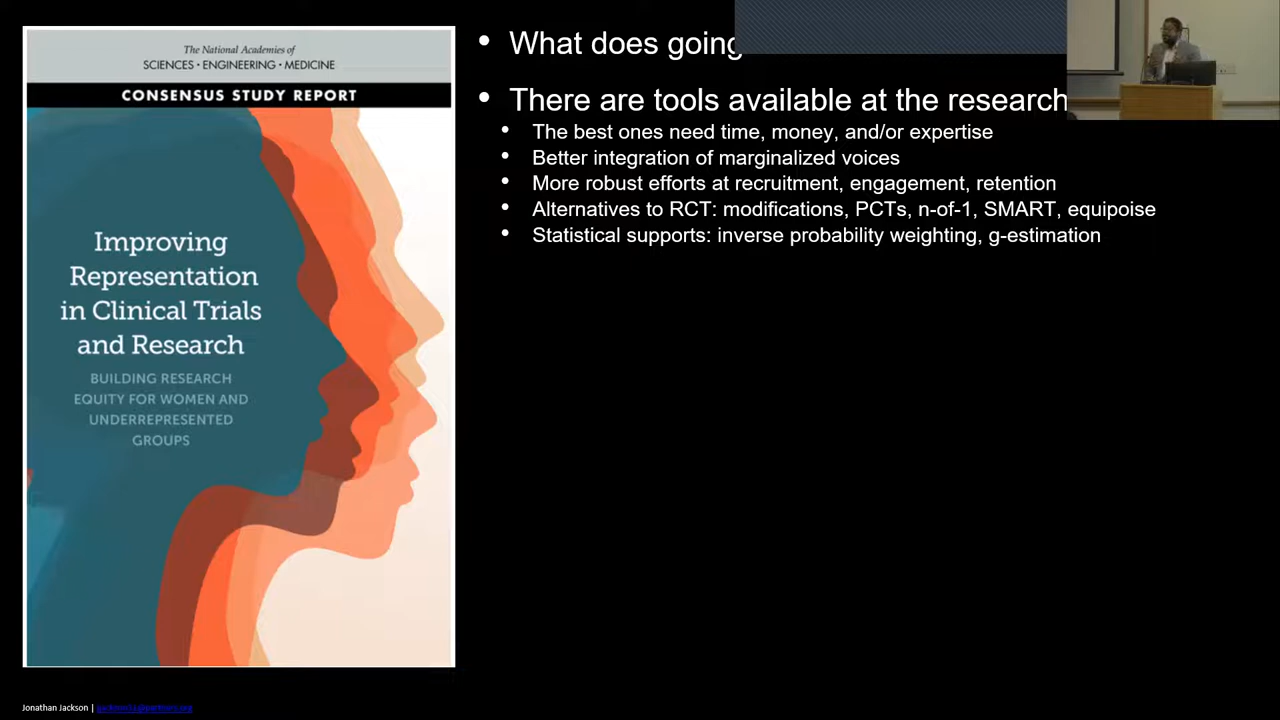 The National Academies of
SCIENCES • ENGINEERING • MEDICINE
CONSENSUS STUDY REPORT
Improving
Representation
in Clinical Trials
and Research
BUILDING RESEARCH
EQUITY FOR WOMEN AND
UNDERREPRESENTED
GROUPS
• What does going
• There are tools available at the research
• The best ones need time, money, and/or expertise
• Better integration of marginalized voices
• More robust efforts at recruitment, engagement, retention
• Alternatives to RCT: modifications, PCTs, n-of-1, SMART, equipoise
• Statistical supports: inverse probability weighting, g-estimation
Jonathan Jackson |